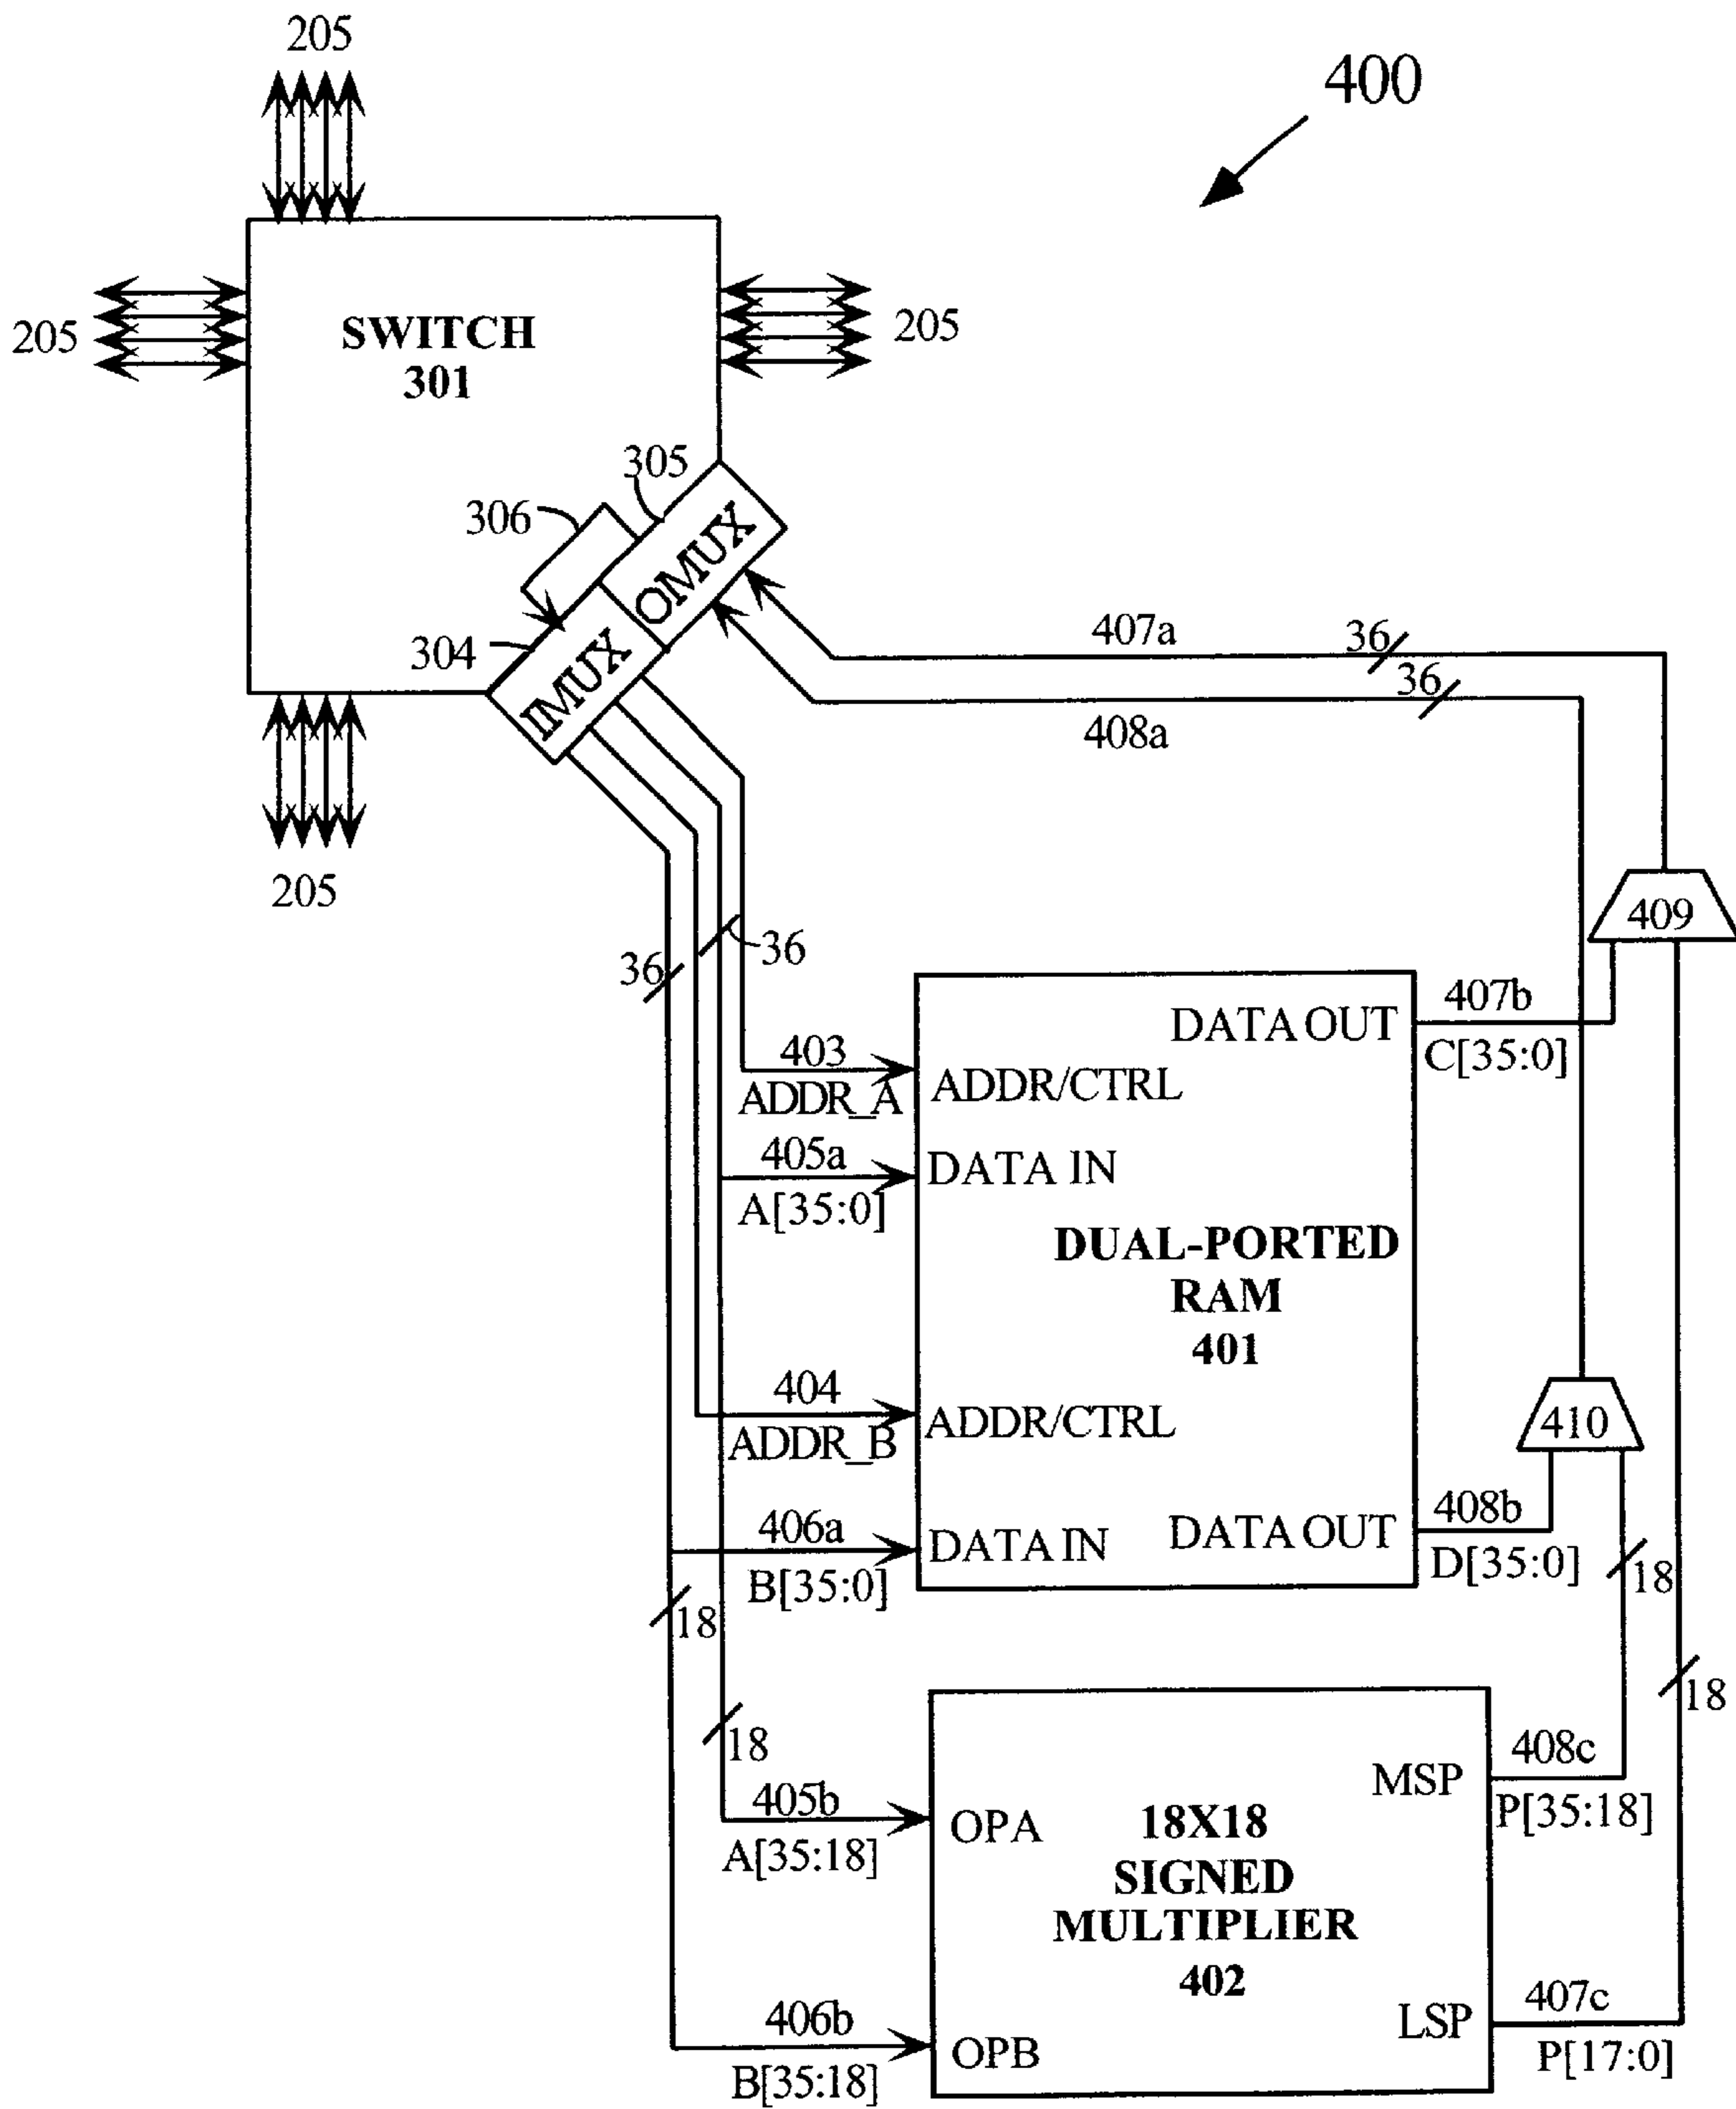 205
400
205
SWITCH
301
205
305
306
OMUX
304
IMUX
407a
36
36
408a
205
409
36
36
407b
DATA OUT
C[35:0]
403
ADDR_A
ADDR/CTRL
405a
DATA IN
A[35:0]
DUAL-PORTED
RAM
401
404
ADDR/CTRL
ADDR_B
410
406a
DATA IN
B[35:0]
DATA OUT
408b
D[35:0]
18
18
18
18
405b
OPA
A[35:18]
MSP
408c
P[35:18]
18X18
SIGNED
MULTIPLIER
402
406b
OPB
B[35:18]
LSP
407c
P[17:0]